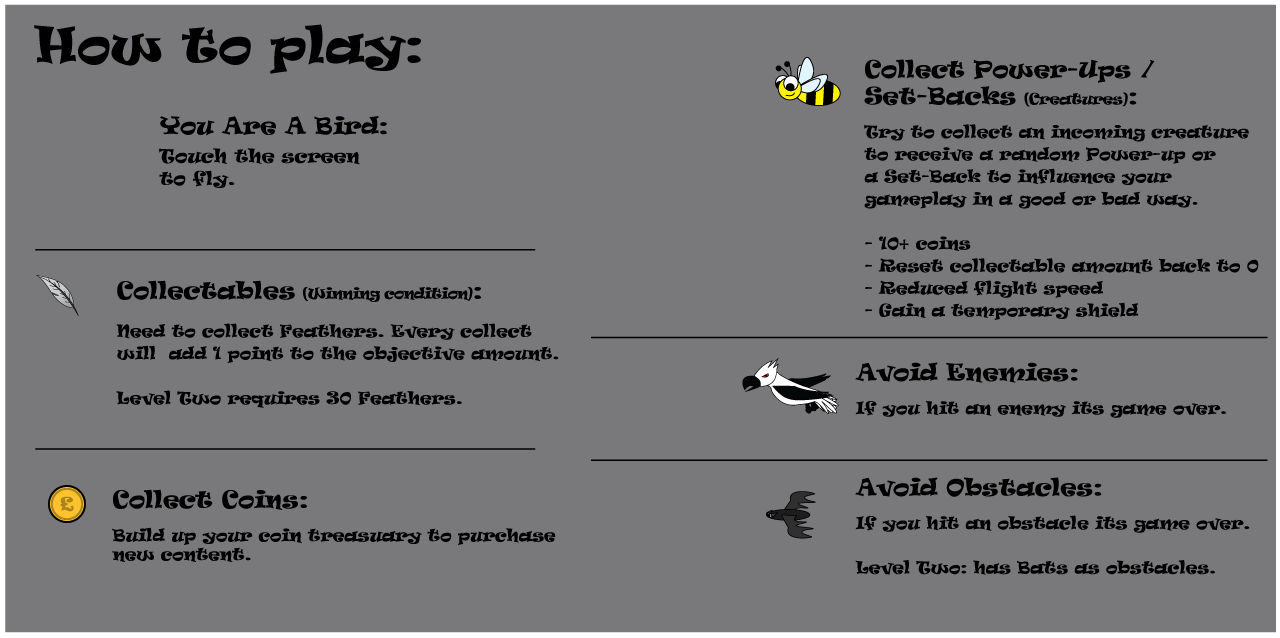 How to play:
You Are A Bird:
Touch the screen
to fly.
Collectables (Winning condition):
Need to collect Feathers. Every collect
will add 1 point to the objective amount.
Level Two requires 30 Feathers.
£
Collect Coins:
Build up your coin treasuary to purchase
new content.
Collect Power-Ups /
Set-Backs (Creatures):
Try to collect an incoming creature
to receive a random Power-up or
a Set-Back to influence your
gameplay in a good or bad way.
- 10+ coins
- Reset collectable amount back to 0
- Reduced flight speed
- Gain a temporary shield
Avoid Enemies:
If you hit an enemy its game over.
Avoid Obstacles:
If you hit an obstacle its game over.
Level Two: has Bats as obstacles.